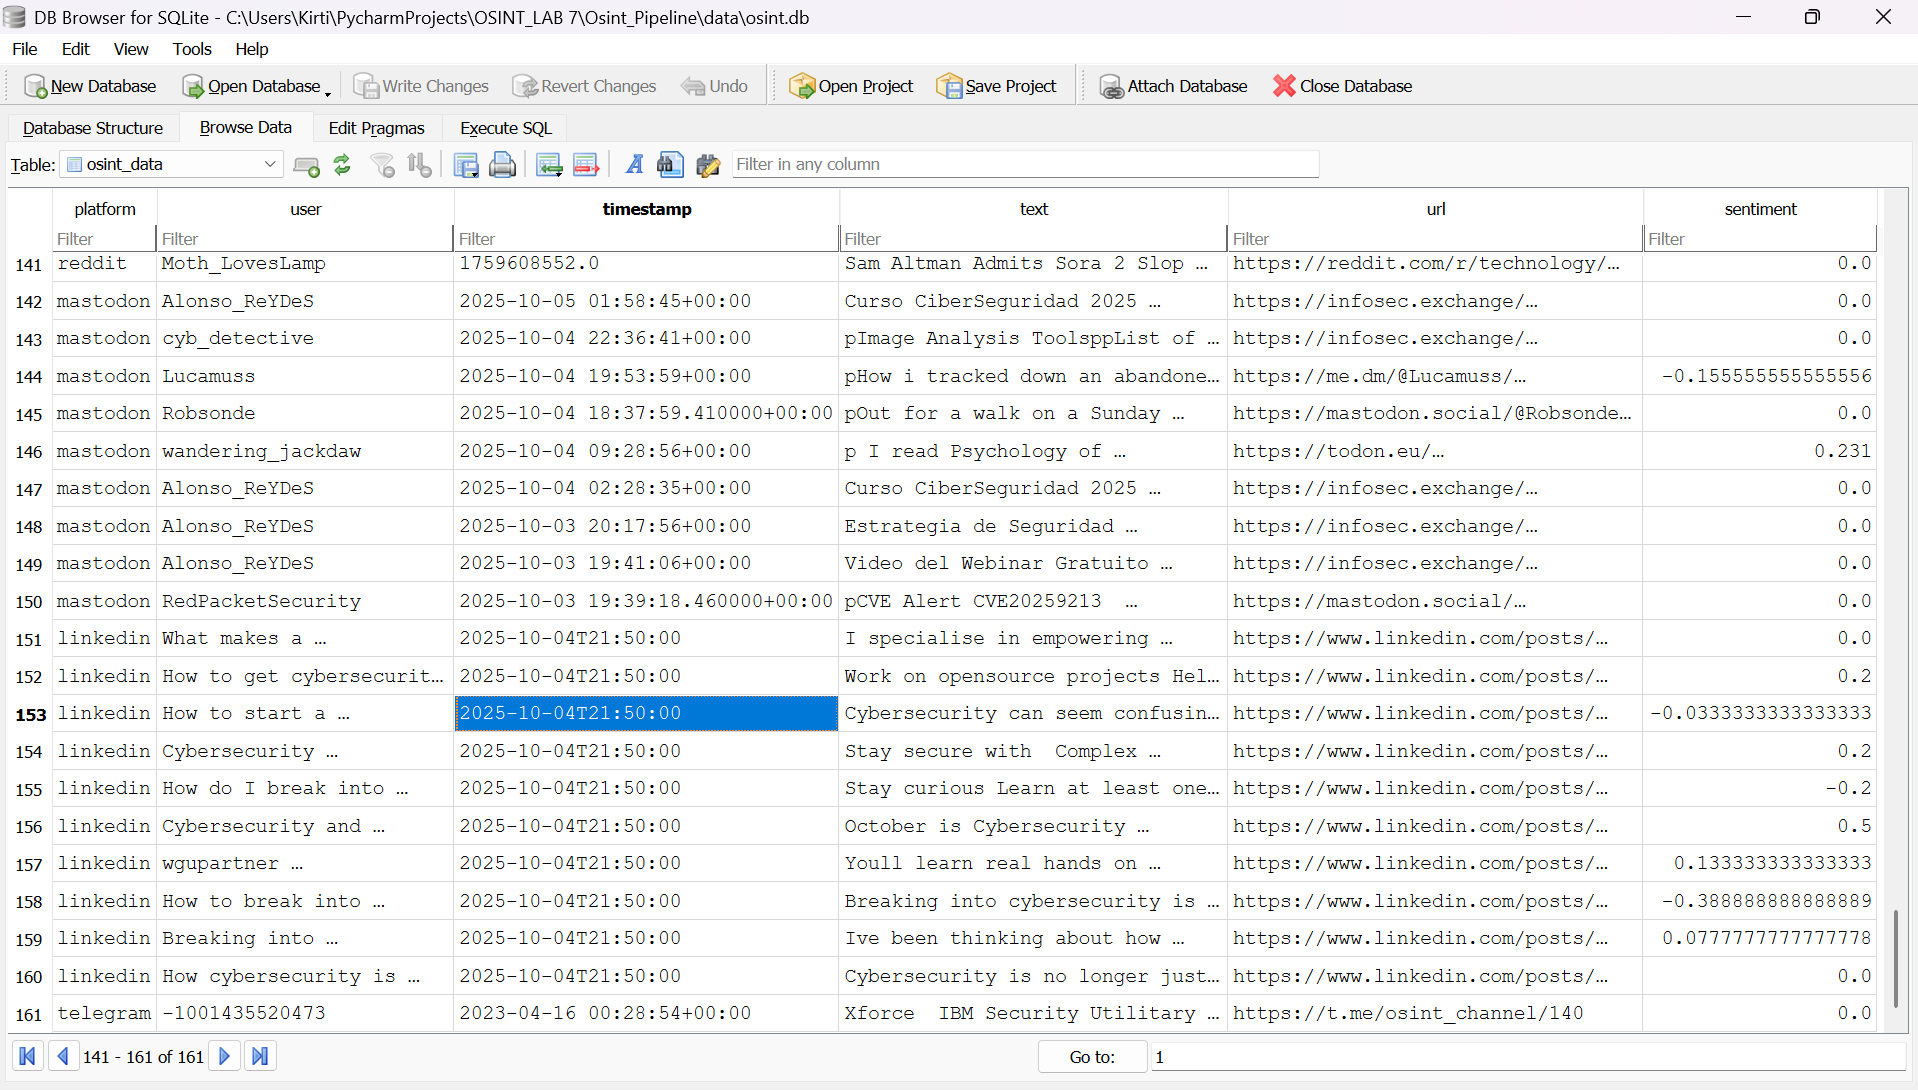 DB Browser for SQLite - C:\Users\Kirti\PycharmProjects\OSINT_LAB 7\Osint_Pipeline\data\osint.db
File Edit View Tools Help
New Database Open Database Write Changes Revert Changes Undo Open Project Save Project Attach Database Close Database
Database Structure Browse Data Edit Pragmas Execute SQL
Table: osint_data Filter in any column
platform user timestamp text url sentiment
Filter Filter Filter Filter Filter Filter
141 reddit Moth_LovesLamp 1759608552.0 Sam Altman Admits Sora 2 Slop … https://reddit.com/r/technology/… 0.0
142 mastodon Alonso_ReYDeS 2025-10-05 01:58:45+00:00 Curso CiberSeguridad 2025 … https://infosec.exchange/… 0.0
143 mastodon cyb_detective 2025-10-04 22:36:41+00:00 pImage Analysis ToolsppList of … https://infosec.exchange/… 0.0
144 mastodon Lucamuss 2025-10-04 19:53:59+00:00 pHow i tracked down an abandone… https://me.dm/@Lucamuss/… -0.155555555555556
145 mastodon Robsonde 2025-10-04 18:37:59.410000+00:00 pOut for a walk on a Sunday … https://mastodon.social/@Robsonde… 0.0
146 mastodon wandering_jackdaw 2025-10-04 09:28:56+00:00 p I read Psychology of … https://todon.eu/… 0.231
147 mastodon Alonso_ReYDeS 2025-10-04 02:28:35+00:00 Curso CiberSeguridad 2025 … https://infosec.exchange/… 0.0
148 mastodon Alonso_ReYDeS 2025-10-03 20:17:56+00:00 Estrategia de Seguridad … https://infosec.exchange/… 0.0
149 mastodon Alonso_ReYDeS 2025-10-03 19:41:06+00:00 Video del Webinar Gratuito … https://infosec.exchange/… 0.0
150 mastodon RedPacketSecurity 2025-10-03 19:39:18.460000+00:00 pCVE Alert CVE20259213 … https://mastodon.social/… 0.0
151 linkedin What makes a … 2025-10-04T21:50:00 I specialise in empowering … https://www.linkedin.com/posts/… 0.0
152 linkedin How to get cybersecurit… 2025-10-04T21:50:00 Work on opensource projects Hel… https://www.linkedin.com/posts/… 0.2
153 linkedin How to start a … 2025-10-04T21:50:00 Cybersecurity can seem confusin… https://www.linkedin.com/posts/… -0.0333333333333333
154 linkedin Cybersecurity … 2025-10-04T21:50:00 Stay secure with Complex … https://www.linkedin.com/posts/… 0.2
155 linkedin How do I break into … 2025-10-04T21:50:00 Stay curious Learn at least one… https://www.linkedin.com/posts/… -0.2
156 linkedin Cybersecurity and … 2025-10-04T21:50:00 October is Cybersecurity … https://www.linkedin.com/posts/… 0.5
157 linkedin wgupartner … 2025-10-04T21:50:00 Youll learn real hands on … https://www.linkedin.com/posts/… 0.133333333333333
158 linkedin How to break into … 2025-10-04T21:50:00 Breaking into cybersecurity is … https://www.linkedin.com/posts/… -0.388888888888889
159 linkedin Breaking into … 2025-10-04T21:50:00 Ive been thinking about how … https://www.linkedin.com/posts/… 0.0777777777777778
160 linkedin How cybersecurity is … 2025-10-04T21:50:00 Cybersecurity is no longer just… https://www.linkedin.com/posts/… 0.0
161 telegram -1001435520473 2023-04-16 00:28:54+00:00 Xforce IBM Security Utilitary … https://t.me/osint_channel/140 0.0
141 - 161 of 161 Go to: 1